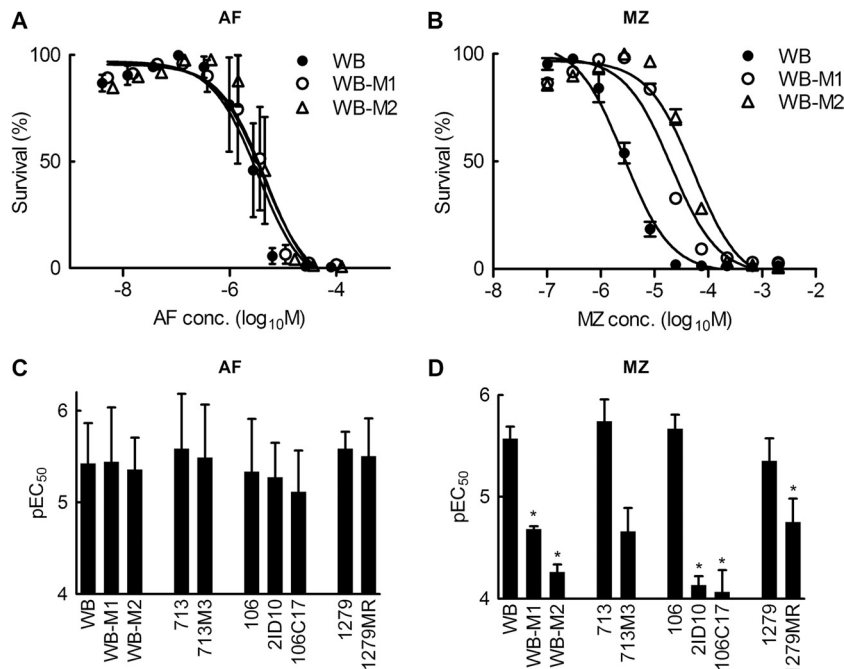 A
AF
WB
WB-M1
WB-M2
100
50
0
Survival (%)
-8
-6
-4
AF conc. (log10M)
B
MZ
WB
WB-M1
WB-M2
100
50
0
Survival (%)
-8
-7
-6
-5
-4
-3
-2
MZ conc. (log10M)
C
AF
6
5
4
pEC50
WB
WB-M1
WB-M2
713
713M3
106
2ID10
106C17
1279
1279MR
D
MZ
6
5
4
pEC50
* * * * *
WB
WB-M1
WB-M2
713
713M3
106
2ID10
106C17
1279
279MR